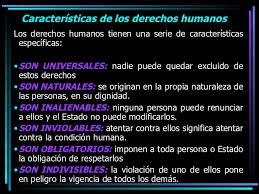 Características de los derechos humanos
Los derechos humanos tienen una serie de características
específicas:
•SON UNIVERSALES: nadie puede quedar excluido de
estos derechos
•SON NATURALES: se originan en la propia naturaleza de
las personas, en su dignidad.
•SON INALIENABLES: ninguna persona puede renunciar
a ellos y el Estado no puede modificarlos.
•SON INVIOLABLES: atentar contra ellos significa atentar
contra la condición humana.
•SON OBLIGATORIOS: imponen a toda persona o Estado
la obligación de respetarlos
•SON INDIVISIBLES: la violación de uno de ellos pone
en peligro la vigencia de todos los demás.